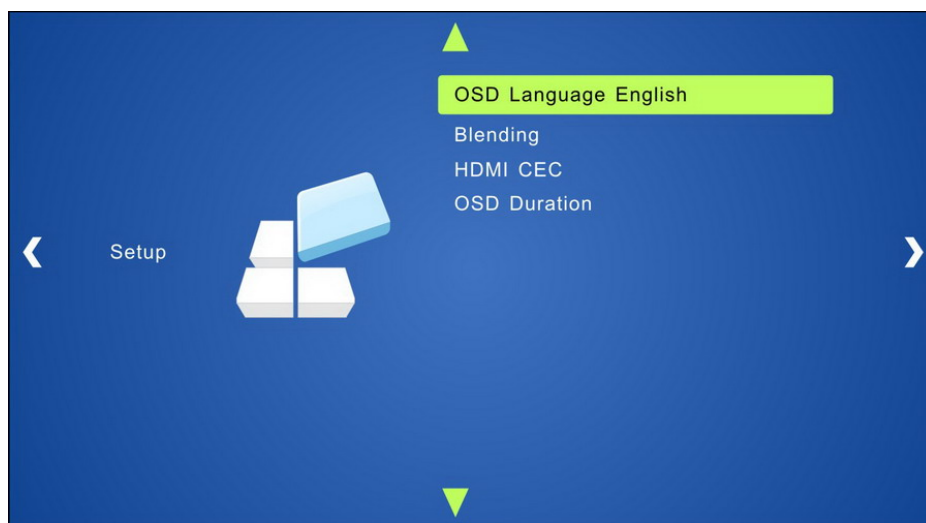 OSD Language English
Blending
HDMI CEC
OSD Duration
Setup